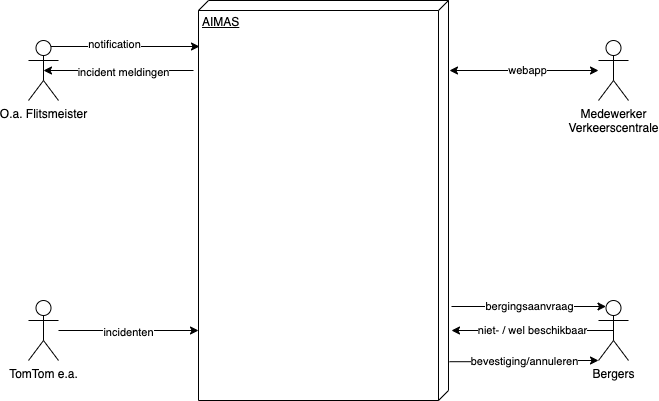 AIMAS
notification
incident meldingen
O.a. Flitsmeister
webapp
Medewerker
Verkeerscentrale
incidenten
TomTom e.a.
bergingsaanvraag
niet- / wel beschikbaar
bevestiging/annuleren
Bergers